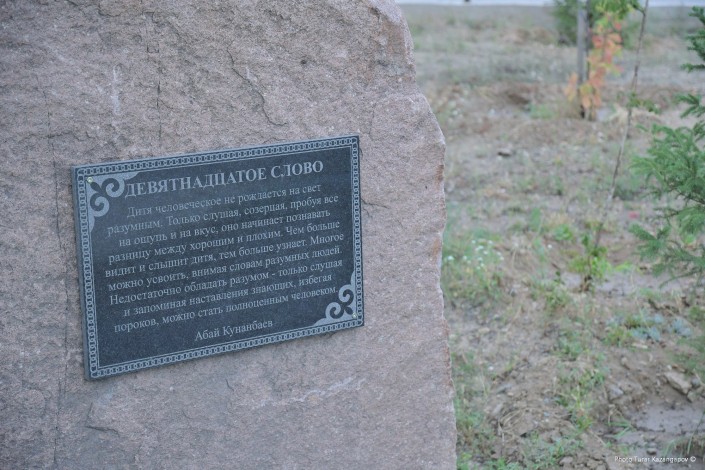 ДЕВЯТНАДЦАТОЕ СЛОВО
Дитя человеческое не рождается на свет
разумным. Только слушая, созерцая, пробуя все
на ощупь и на вкус, оно начинает познавать
разницу между хорошим и плохим. Чем больше
видит и слышит дитя, тем больше узнает. Многое
можно усвоить, внимая словам разумных людей
Недостаточно обладать разумом - только слушая
и запоминая наставления знающих, избегая
пороков, можно стать полноценным человеком
Абай Кунанбаев
Photo Kazangapov ©